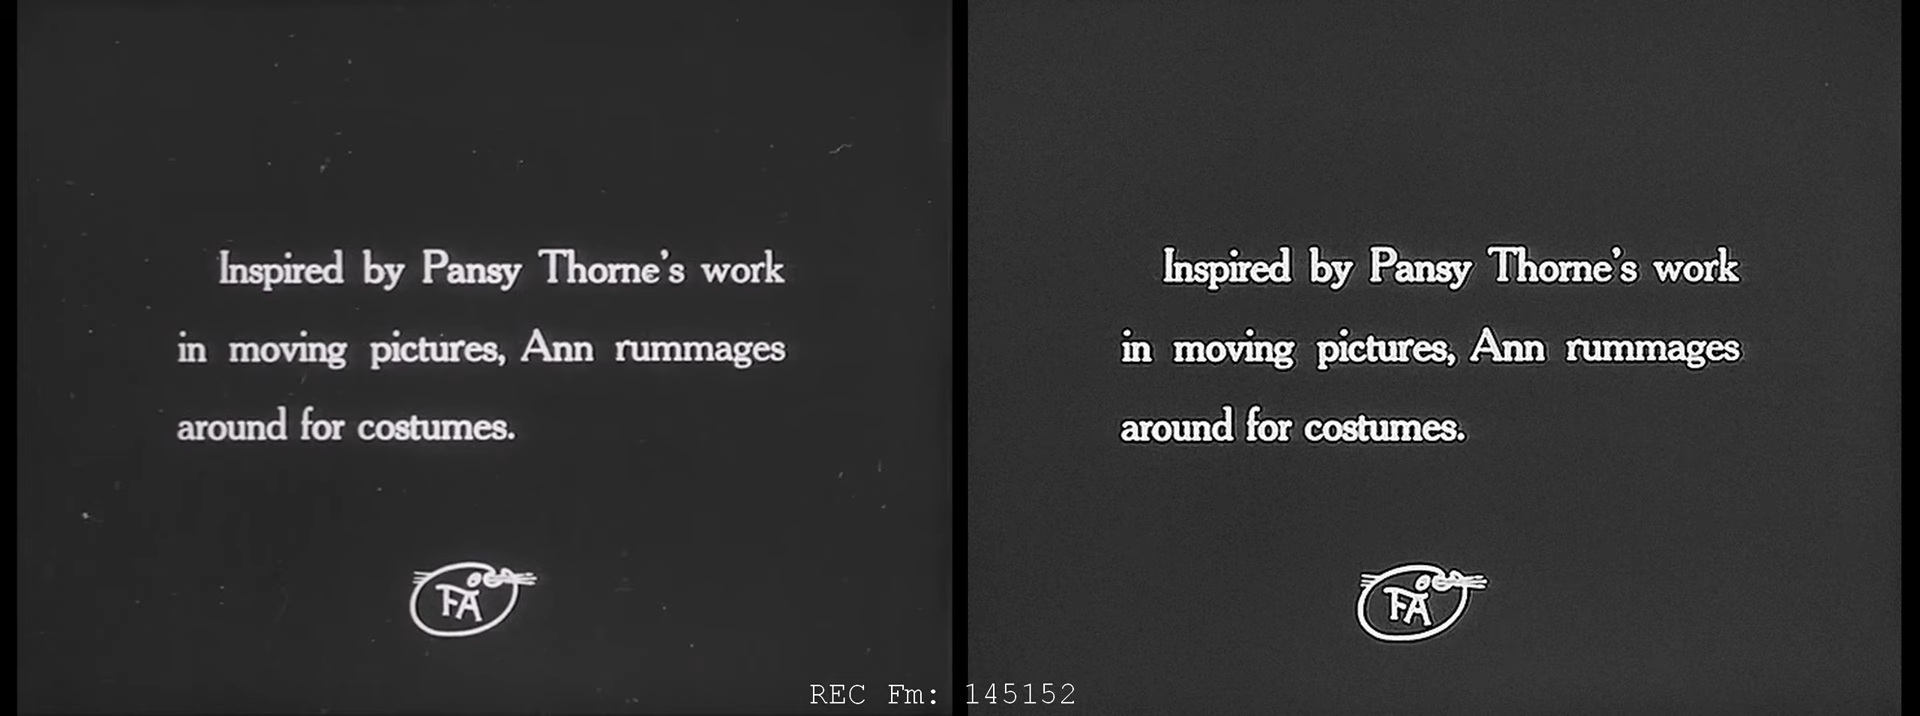 Inspired by Pansy Thorne's work
in moving pictures, Ann rummages
around for costumes.
FA
Inspired by Pansy Thorne's work
in moving pictures, Ann rummages
around for costumes.
FA
REC Fm: 145152